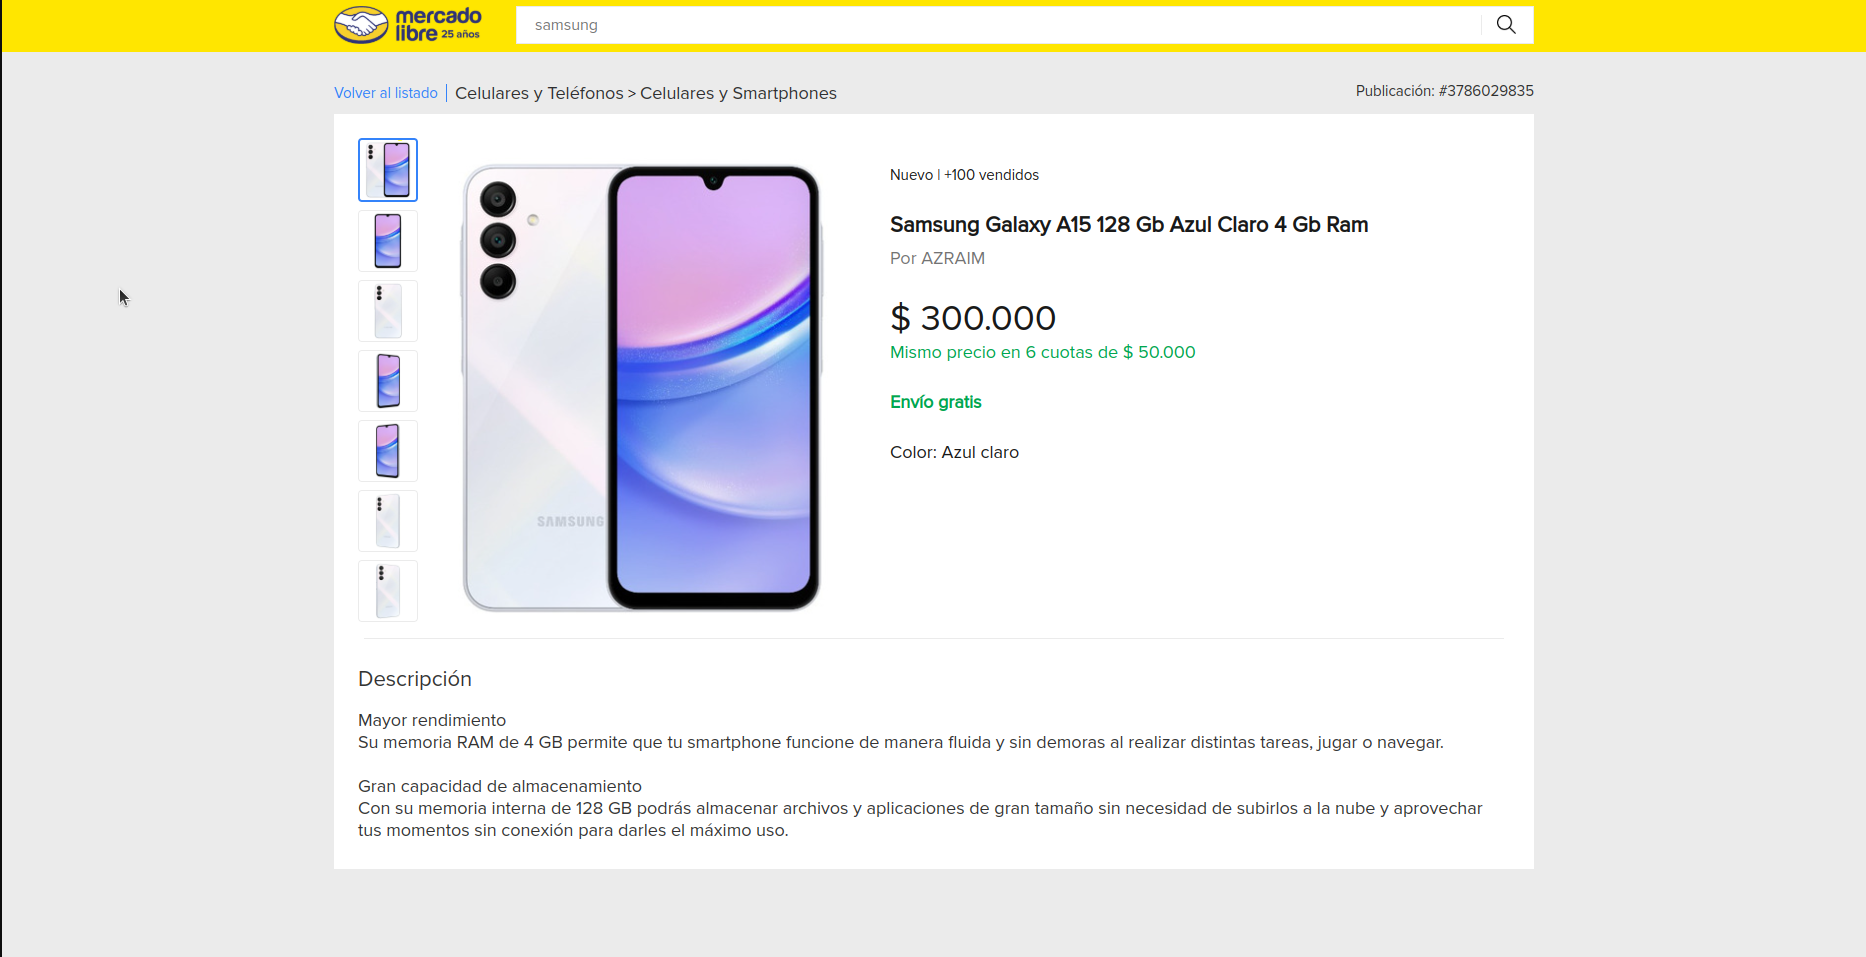 mercado
libre 25 años
samsung
Volver al listado | Celulares y Teléfonos > Celulares y Smartphones
Publicación: #3786029835
Nuevo | +100 vendidos
Samsung Galaxy A15 128 Gb Azul Claro 4 Gb Ram
Por AZRAIM
$ 300.000
Mismo precio en 6 cuotas de $ 50.000
Envío gratis
Color: Azul claro
SAMSUNG
Descripción
Mayor rendimiento
Su memoria RAM de 4 GB permite que tu smartphone funcione de manera fluida y sin demoras al realizar distintas tareas, jugar o navegar.
Gran capacidad de almacenamiento
Con su memoria interna de 128 GB podrás almacenar archivos y aplicaciones de gran tamaño sin necesidad de subirlos a la nube y aprovechar
tus momentos sin conexión para darles el máximo uso.